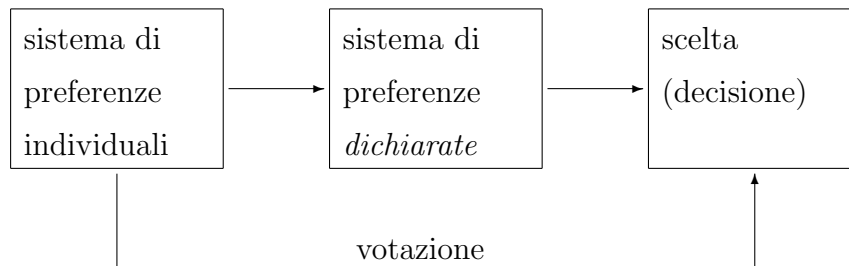 sistema di
preferenze
individuali
sistema di
preferenze
dichiarate
scelta
(decisione)
votazione